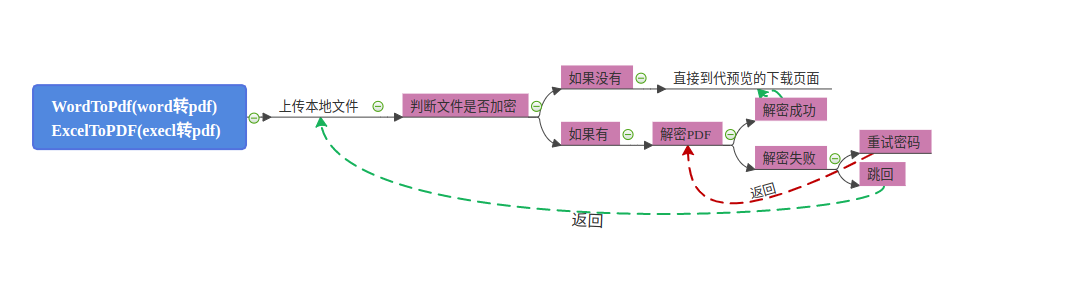 WordToPdf(word转pdf)
ExcelToPDF(execl转pdf)
上传本地文件
判断文件是否加密
如果没有
直接到代预览的下载页面
如果有
解密PDF
解密成功
解密失败
重试密码
跳回
返回
返回